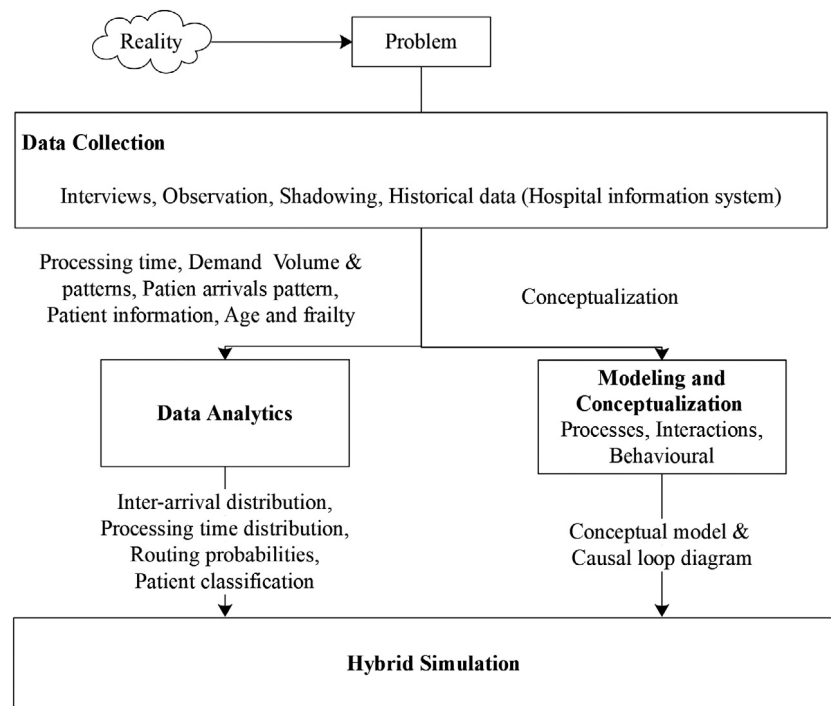 Reality
Problem
Data Collection
Interviews, Observation, Shadowing, Historical data (Hospital information system)
Processing time, Demand Volume &
patterns, Patien arrivals pattern,
Patient information, Age and frailty
Conceptualization
Data Analytics
Modeling and
Conceptualization
Processes, Interactions,
Behavioural
Inter-arrival distribution,
Processing time distribution,
Routing probabilities,
Patient classification
Conceptual model &
Causal loop diagram
Hybrid Simulation